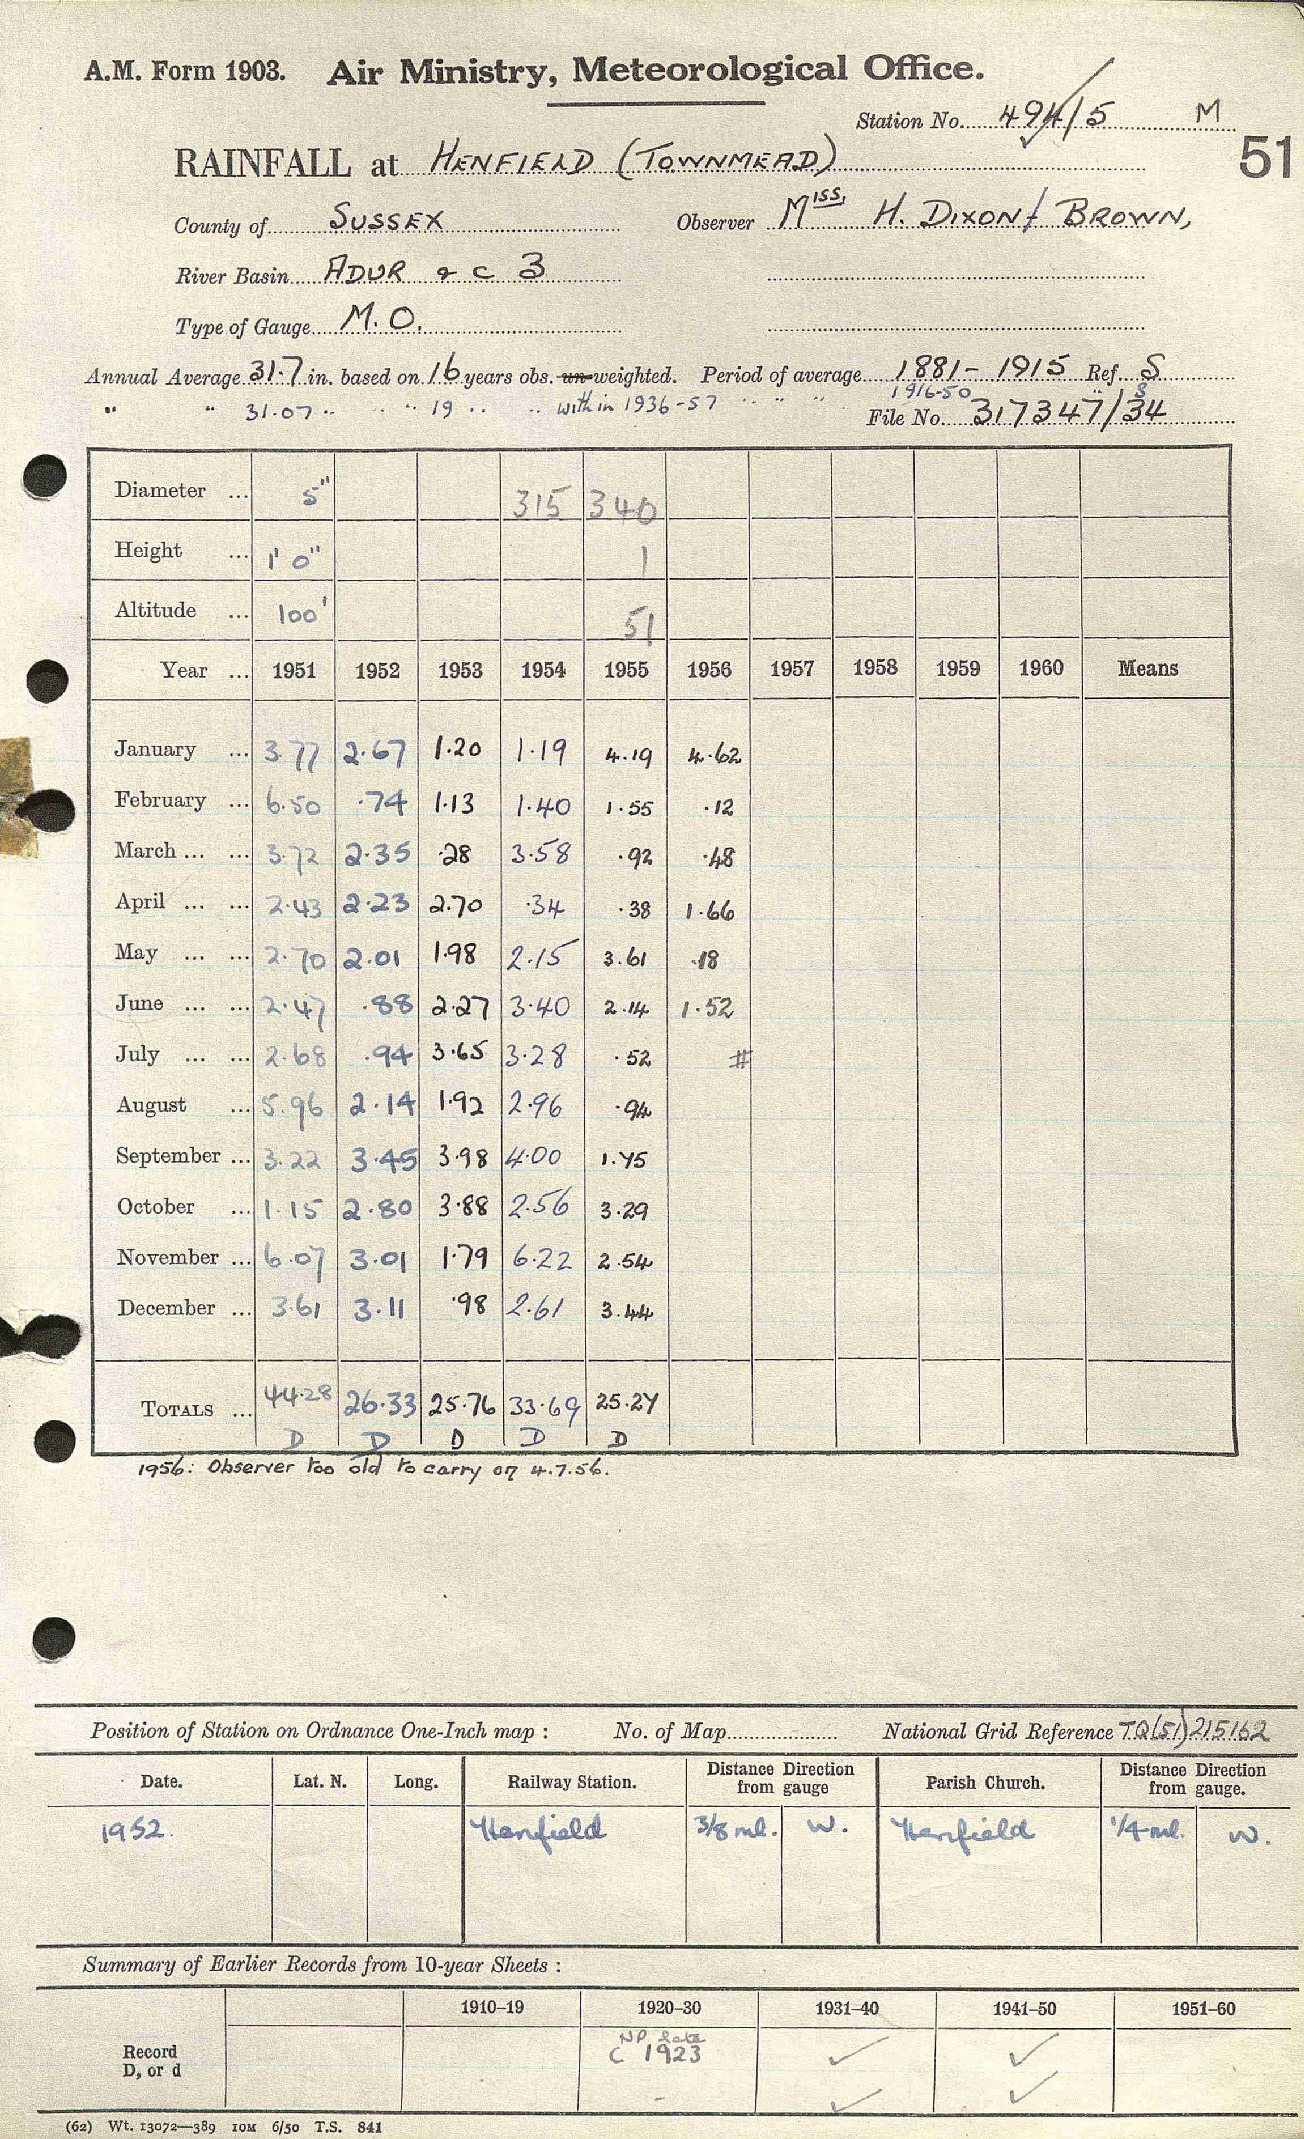 A.M. Form 1903. Air Ministry, Meteorological Office.
Station No. 494/5 M
51
RAINFALL at HENFIELD (TOWNMEAD)
County of SUSSEX Observer MISS. H. DIXON-BROWN,
River Basin ADUR & C 3
Type of Gauge M.O.
Annual Average 31.7 in. based on 16 years obs. un-weighted. Period of average 1881-1915 Ref S
" " 31.07 " " 19 " " within 1936-57 " " " 1916-50 S
File No. 317347/34
Diameter ... 5" 315 340
Height ... 1' 0" 1
Altitude ... 100' 51
Year ... 1951 1952 1953 1954 1955 1956 1957 1958 1959 1960 Means
January ... 3.77 2.67 1.20 1.19 4.19 4.62
February ... 6.50 .74 1.13 1.40 1.55 .12
March ... ... 3.72 2.35 .28 3.58 .92 .48
April ... ... 2.43 2.23 2.70 .34 .38 1.66
May ... ... 2.70 2.01 1.98 2.15 3.61 .18
June ... ... 2.47 .88 2.27 3.40 2.14 1.52
July ... ... 2.68 .94 3.65 3.28 .52 #
August ... 5.96 2.14 1.92 2.96 .94
September ... 3.22 3.45 3.98 4.00 1.75
October ... 1.15 2.80 3.88 2.56 3.29
November ... 6.07 3.01 1.79 6.22 2.54
December ... 3.61 3.11 .98 2.61 3.44
TOTALS ... 44.28 26.33 25.76 33.69 25.27
D D D D D
1956: Observer too old to carry on 4.7.56.
Position of Station on Ordnance One-Inch map : No. of Map National Grid Reference TQ(51)215162
Date. Lat. N. Long. Railway Station. Distance from gauge Direction Parish Church. Distance from gauge. Direction
1952. Henfield 3/8 ml. W. Henfield 1/4 ml. W.
Summary of Earlier Records from 10-year Sheets :
1910–19 1920–30 1931–40 1941–50 1951–60
Record D, or d NP late C 1923 ✓ ✓
- ✓ ✓
(62) Wt. 13072—389 10M 6/50 T.S. 841